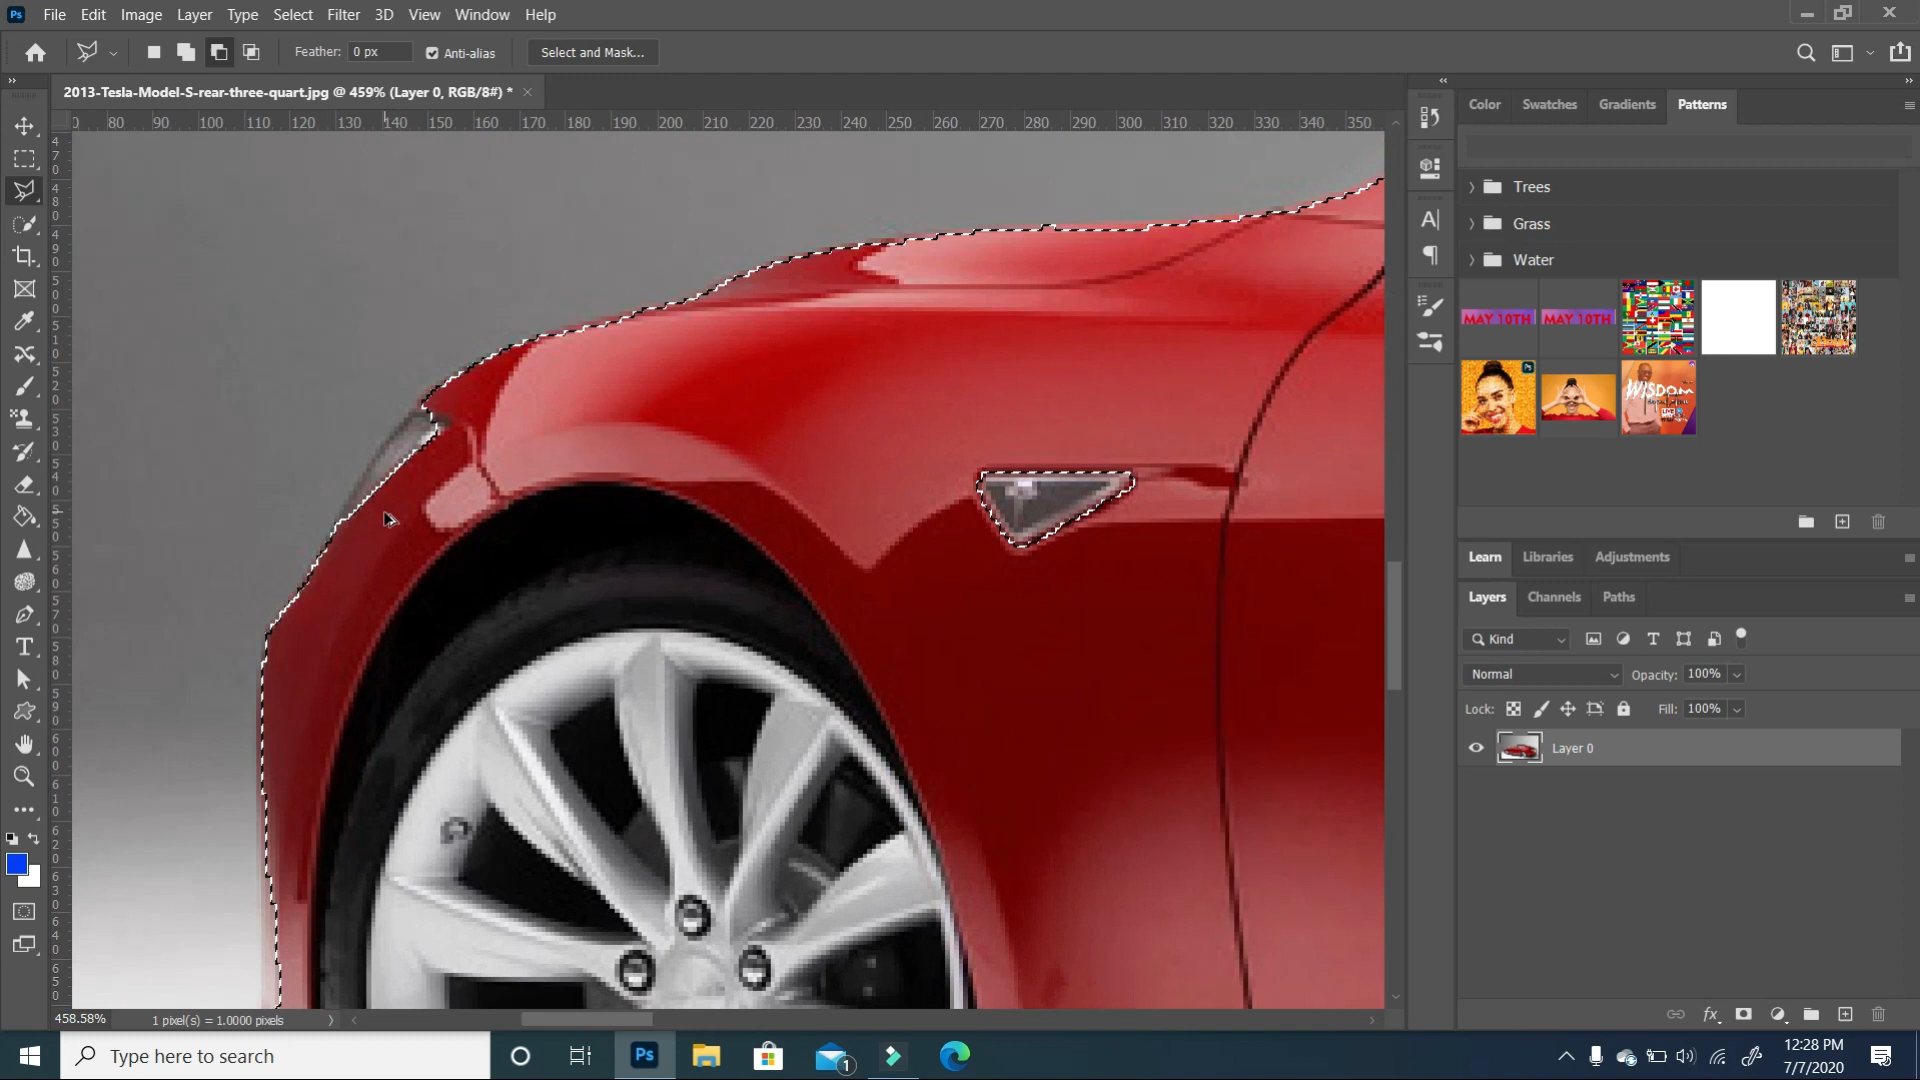 Ps File Edit Image Layer Type Select Filter 3D View Window Help
Feather: 0 px Anti-alias Select and Mask...
2013-Tesla-Model-S-rear-three-quart.jpg @ 459% (Layer 0, RGB/8#) *
80 90 100 110 120 130 140 150 160 170 180 190 200 210 220 230 240 250 260 270 280 290 300 310 320 330 340 350
Color Swatches Gradients Patterns
Trees
Grass
Water
MAY 10TH MAY 10TH
WISDOM
Learn Libraries Adjustments
Layers Channels Paths
Kind
Normal Opacity: 100%
Lock: Fill: 100%
Layer 0
458.58% 1 pixel(s) = 1.0000 pixels
Type here to search
Ps
1
12:28 PM
7/7/2020